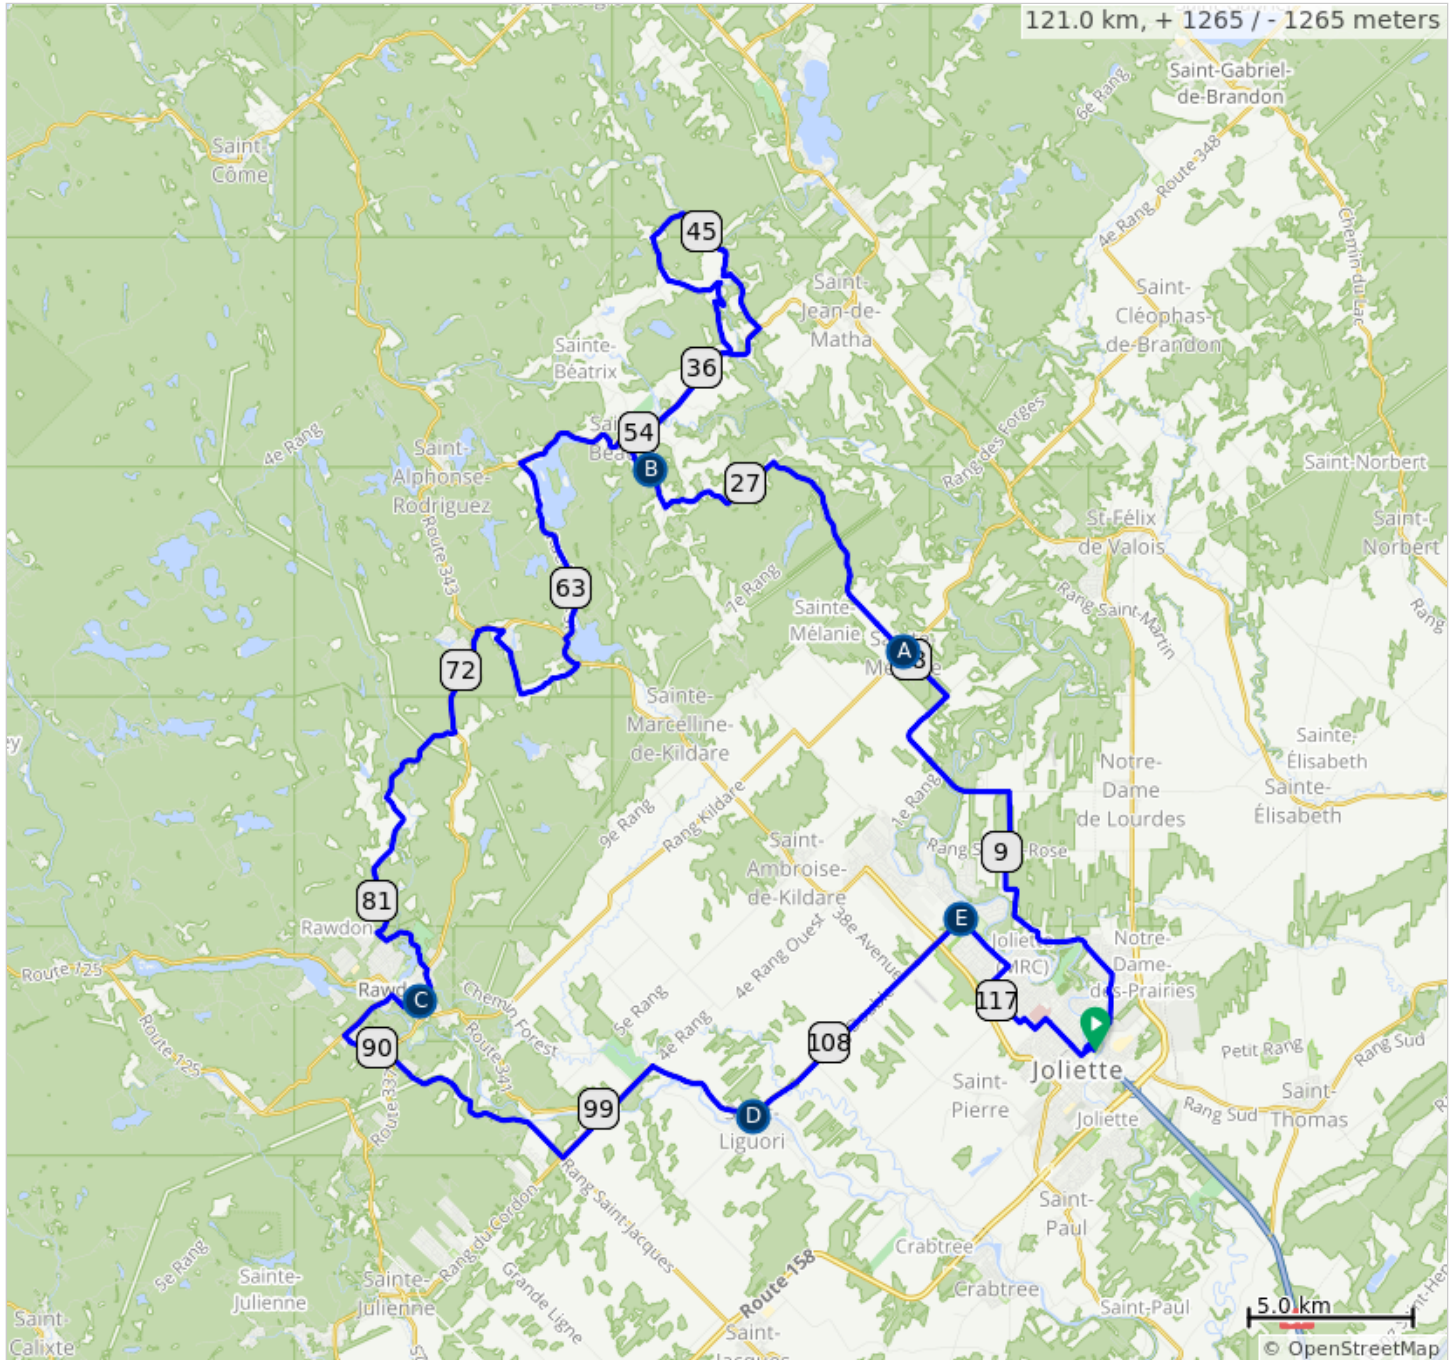 121.0 km, + 1265 / - 1265 meters
Saint-Gabriel-
de-Brandon
6e Rang
Saint-
Côme
4e Rang
Route 348
Chemin du Lac
45
Saint-
Jean-de-
Matha
Saint-
Cléophas-
de-Brandon
Sainte-
Béatrix
36
54
B
4e Rang
Saint-
Alphonse-
Rodriguez
27
Rang des Forges
Saint-Norbert
Route 343
St-Félix
de Valois
Saint-
Norbert
63
7e Rang
Sainte-
Mélanie
Rang Saint-Martin
Rang
A
72
Sainte-
Marcelline-
de-Kildare
Sainte-
Élisabeth
Notre-
Dame
de Lourdes
Sainte-
Élisabeth
9e Rang
Rang Kildare
1e Rang
Saint-
Ambroise-
de-Kildare
9
81
38e Avenue
E
Rawdon
4e Rang Ouest
Notre-
Dame-
des-Prairies
Route 125
C
Chemin Forest
5e Rang
4e Rang
117
90
108
Route 125
Route 341
Petit Rang
Rang Sud
Joliette
Saint-
Pierre
99
D
Liguori
Rang Sud
Saint-
Thomas
Joliette
Rang Saint-Jacques
Rang du Cordon
Saint-
Paul
5e Rang
Sainte-
Julienne
Sainte-
Julienne
Grande Ligne
Route 158
Crabtree
Crabtree
Saint-Paul
5.0 km
Saint-
Calixte
Saint-
© OpenStreetMap